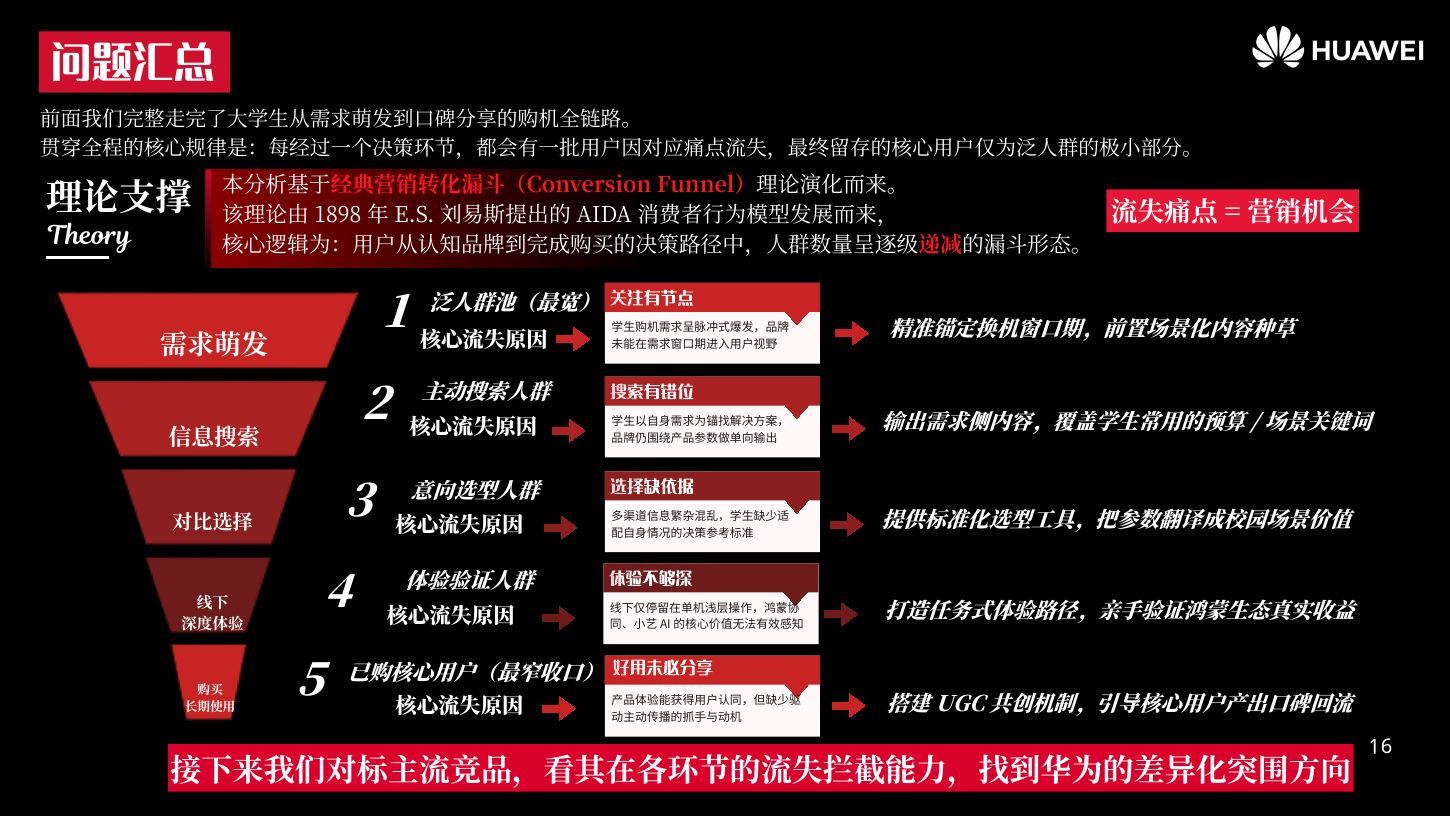 问题汇总
HUAWEI
前面我们完整走完了大学生从需求萌发到口碑分享的购机全链路。
贯穿全程的核心规律是：每经过一个决策环节，都会有一批用户因对应痛点流失，最终留存的核心用户仅为泛人群的极小部分。
理论支撑
Theory
本分析基于经典营销转化漏斗（Conversion Funnel）理论演化而来。
该理论由 1898 年 E.S. 刘易斯提出的 AIDA 消费者行为模型发展而来，
核心逻辑为：用户从认知品牌到完成购买的决策路径中，人群数量呈逐级递减的漏斗形态。
流失痛点 = 营销机会
需求萌发
1 泛人群池（最宽）
核心流失原因
关注有节点
学生购机需求呈脉冲式爆发，品牌
未能在需求窗口期进入用户视野
精准锚定换机窗口期，前置场景化内容种草
信息搜索
2 主动搜索人群
核心流失原因
搜索有错位
学生以自身需求为锚找解决方案，
品牌仍围绕产品参数做单向输出
输出需求侧内容，覆盖学生常用的预算 / 场景关键词
对比选择
3 意向选型人群
核心流失原因
选择缺依据
多渠道信息繁杂混乱，学生缺少适
配自身情况的决策参考标准
提供标准化选型工具，把参数翻译成校园场景价值
线下
深度体验
4 体验验证人群
核心流失原因
体验不够深
线下仅停留在单机浅层操作，鸿蒙协
同、小艺 AI 的核心价值无法有效感知
打造任务式体验路径，亲手验证鸿蒙生态真实收益
购买
长期使用
5 已购核心用户（最窄收口）
核心流失原因
好用未必分享
产品体验能获得用户认同，但缺少驱
动主动传播的抓手与动机
搭建 UGC 共创机制，引导核心用户产出口碑回流
接下来我们对标主流竞品，看其在各环节的流失拦截能力，找到华为的差异化突围方向
16